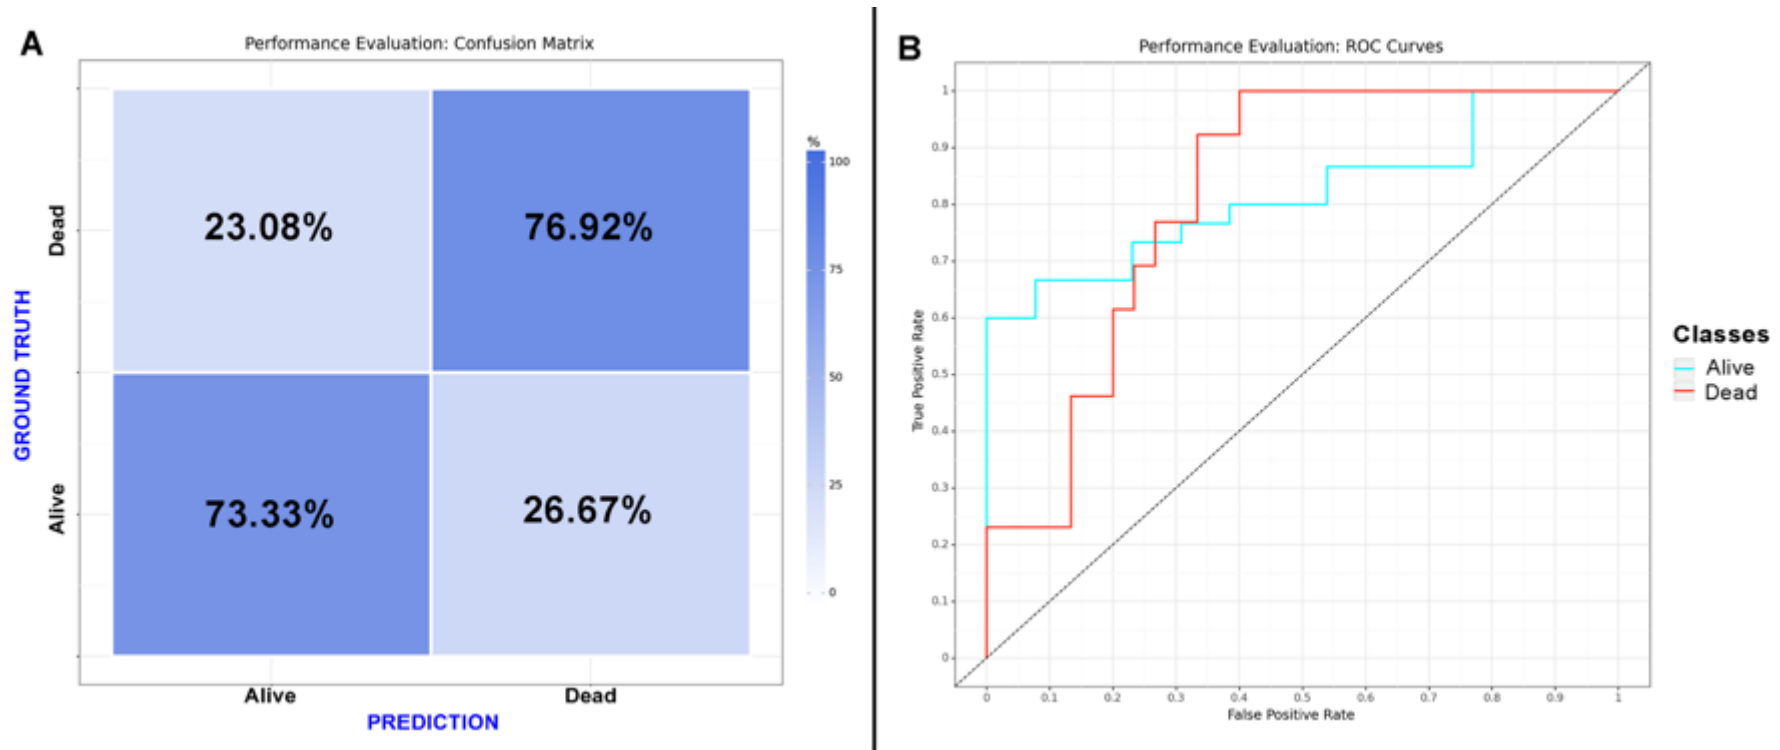 A
Performance Evaluation: Confusion Matrix
%
100
75
50
25
0
GROUND TRUTH
Dead
Alive
23.08%
76.92%
73.33%
26.67%
Alive
Dead
PREDICTION
B
Performance Evaluation: ROC Curves
True Positive Rate
1
0.9
0.8
0.7
0.6
0.5
0.4
0.3
0.2
0.1
0
0
0.1
0.2
0.3
0.4
0.5
0.6
0.7
0.8
0.9
1
False Positive Rate
Classes
Alive
Dead